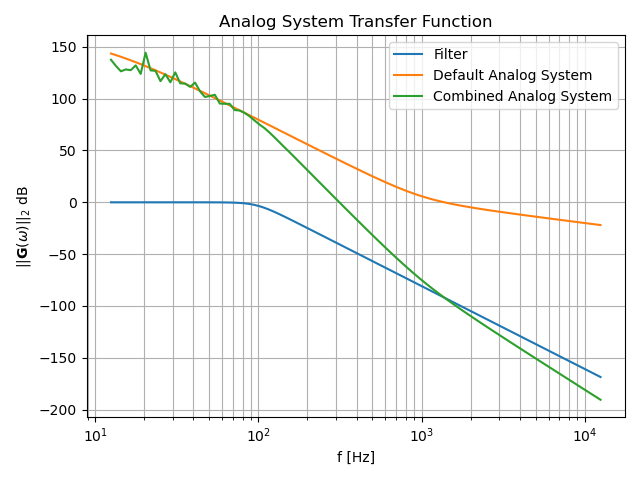 Analog System Transfer Function
Filter
Default Analog System
Combined Analog System
||G(ω)||₂ dB
150
100
50
0
−50
−100
−150
−200
10¹ 10² 10³ 10⁴
f [Hz]